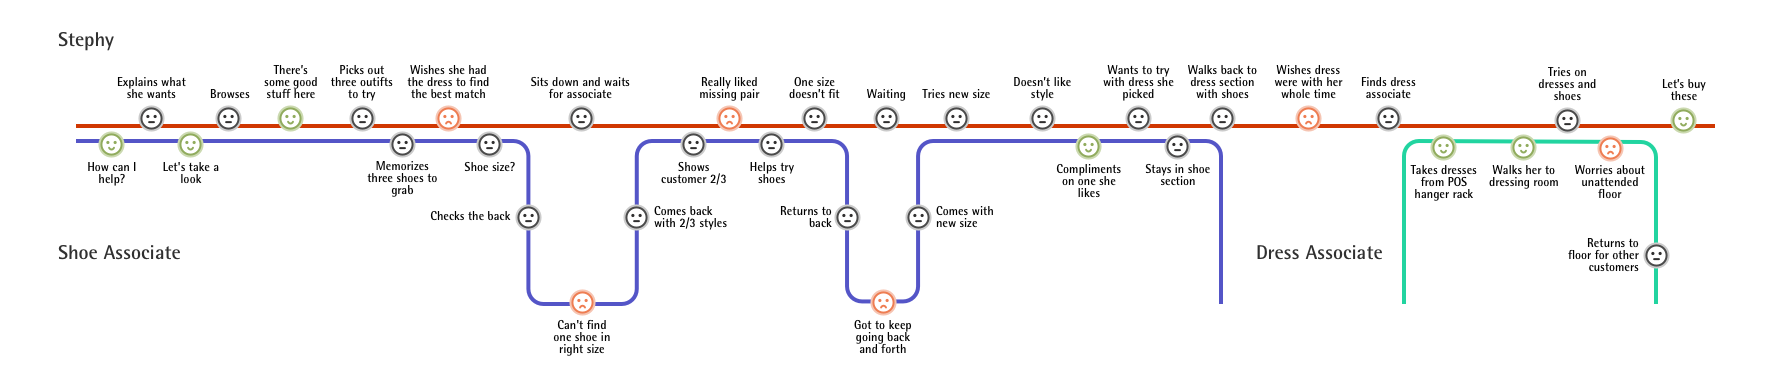 Stephy
Explains what
she wants
Browses
There's
some good
stuff here
Picks out
three outifts
to try
Wishes she had
the dress to find
the best match
Sits down and waits
for associate
Really liked
missing pair
One size
doesn't fit
Waiting
Tries new size
Doesn't like
style
Wants to try
with dress she
picked
Walks back to
dress section
with shoes
Wishes dress
were with her
whole time
Finds dress
associate
Tries on
dresses and
shoes
Let's buy
these
How can I
help?
Let's take a
look
Memorizes
three shoes to
grab
Shoe size?
Checks the back
Can't find
one shoe in
right size
Comes back
with 2/3 styles
Shows
customer 2/3
Helps try
shoes
Returns to
back
Got to keep
going back
and forth
Comes with
new size
Compliments
on one she
likes
Stays in shoe
section
Takes dresses
from POS
hanger rack
Walks her to
dressing room
Worries about
unattended
floor
Returns to
floor for other
customers
Shoe Associate
Dress Associate